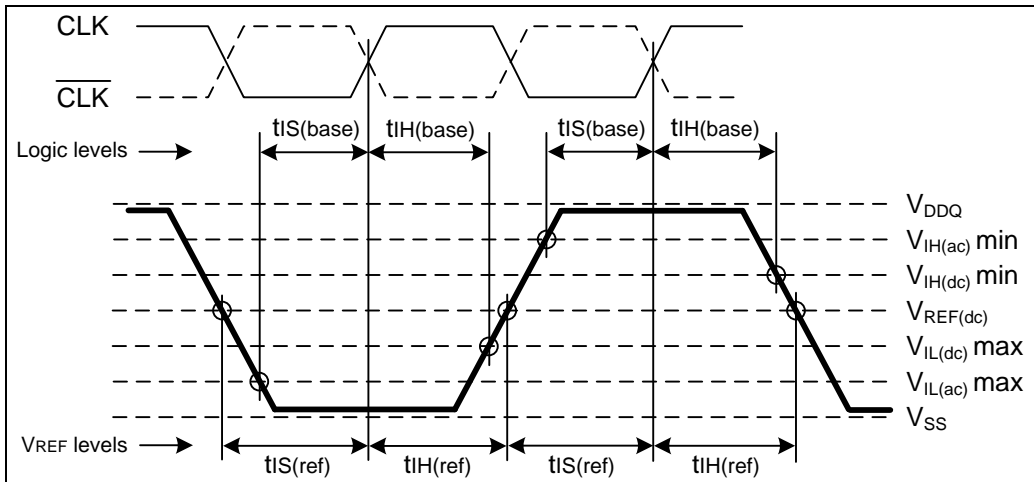 CLK
CLK
tIS(base) tIH(base) tIS(base) tIH(base)
Logic levels
VDDQ
VIH(ac) min
VIH(dc) min
VREF(dc)
VIL(dc) max
VIL(ac) max
VSS
VREF levels
tIS(ref) tIH(ref) tIS(ref) tIH(ref)